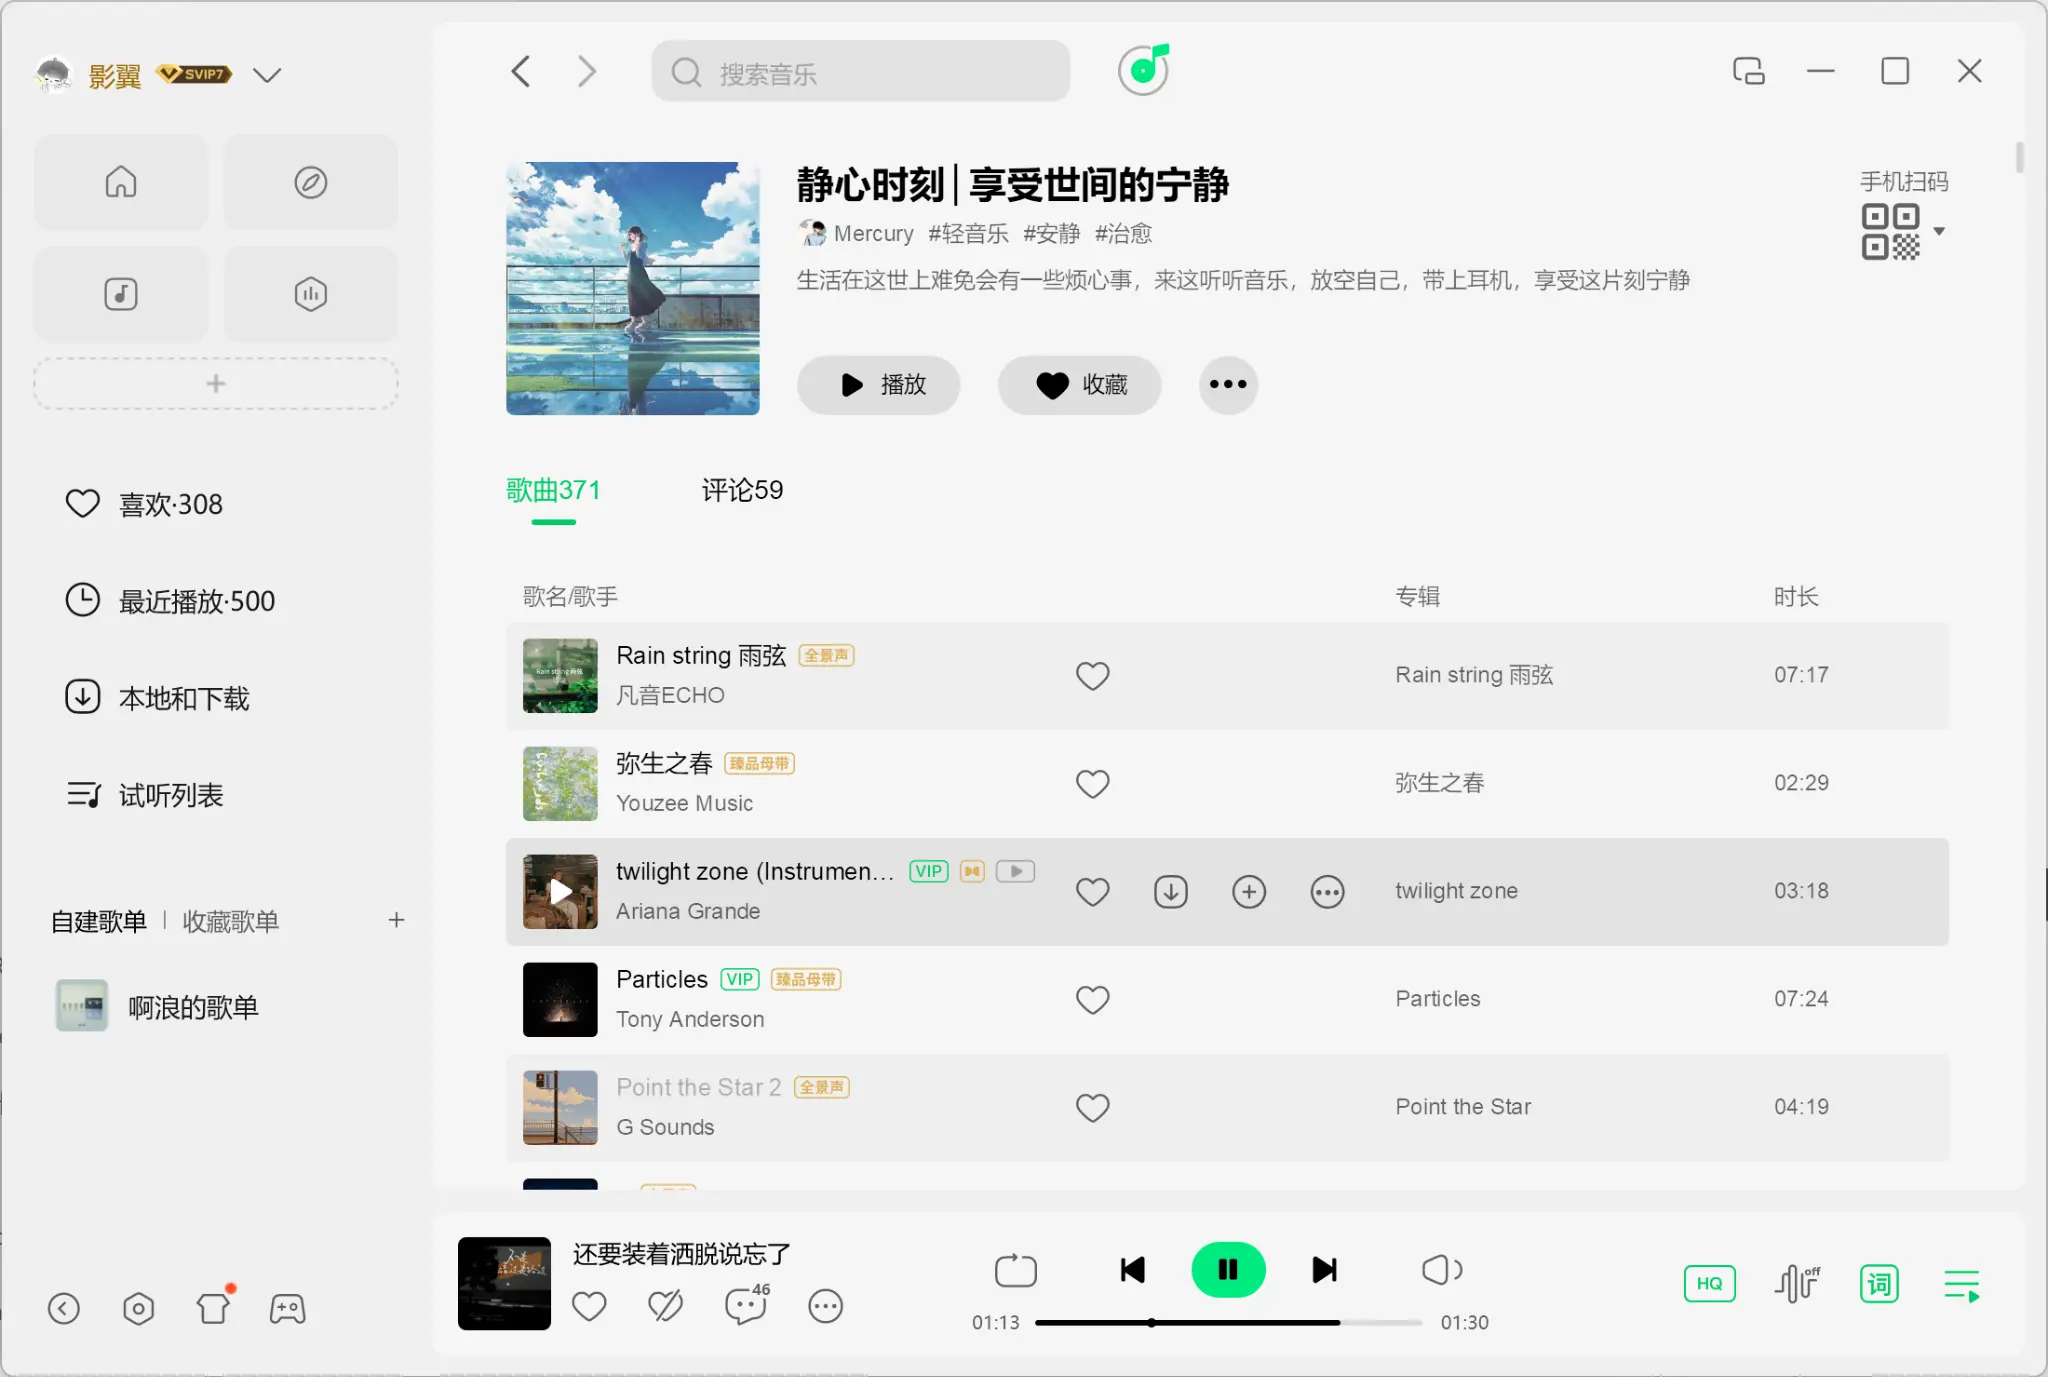 影翼 SVIP7
搜索音乐
喜欢·308
最近播放·500
本地和下载
试听列表
自建歌单 | 收藏歌单 +
啊浪的歌单
静心时刻│享受世间的宁静
Mercury #轻音乐 #安静 #治愈
生活在这世上难免会有一些烦心事，来这听听音乐，放空自己，带上耳机，享受这片刻宁静
手机扫码
播放 收藏
歌曲371 评论59
歌名/歌手 专辑 时长
Rain string 雨弦 全景声
凡音ECHO
Rain string 雨弦 07:17
弥生之春 臻品母带
Youzee Music
弥生之春 02:29
twilight zone (Instrumen... VIP
Ariana Grande
twilight zone 03:18
Particles VIP 臻品母带
Tony Anderson
Particles 07:24
Point the Star 2 全景声
G Sounds
Point the Star 04:19
还要装着洒脱说忘了
46
01:13 01:30
HQ off 词